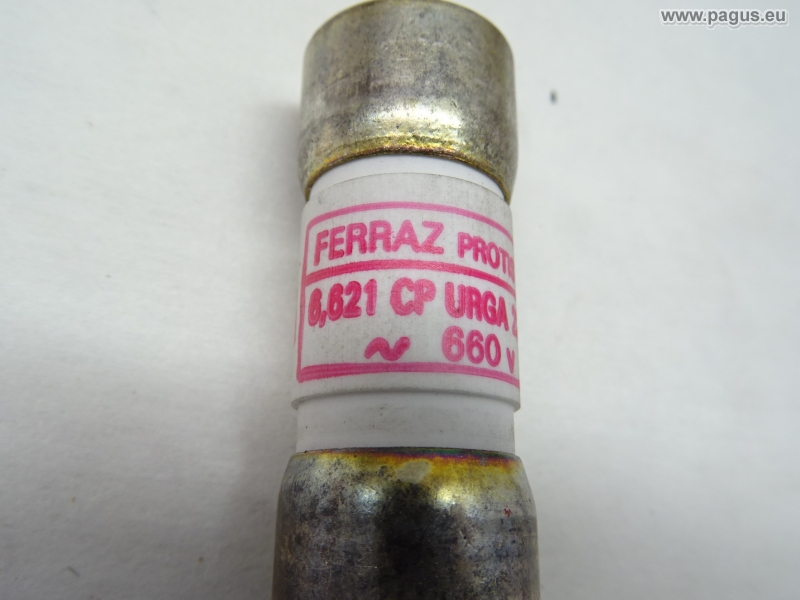 www.pagus.eu
FERRAZ
6,621 CP URGA
~ 660 V